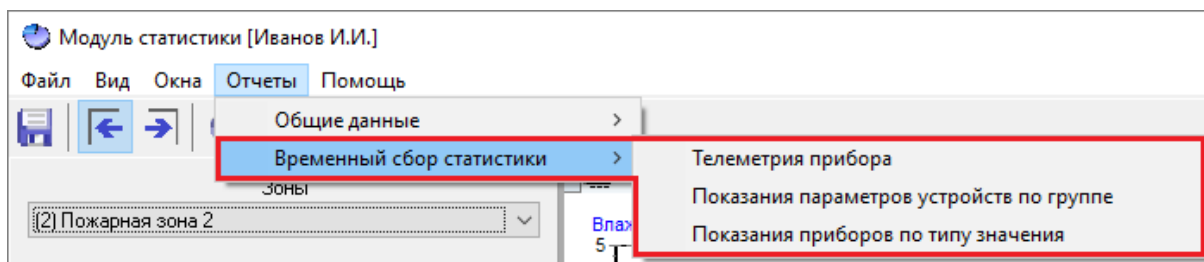 Модуль статистики [Иванов И.И.]
Файл Вид Окна Отчеты Помощь
Общие данные
Временный сбор статистики
Телеметрия прибора
Показания параметров устройств по группе
Показания приборов по типу значения
Зоны
(2) Пожарная зона 2
5